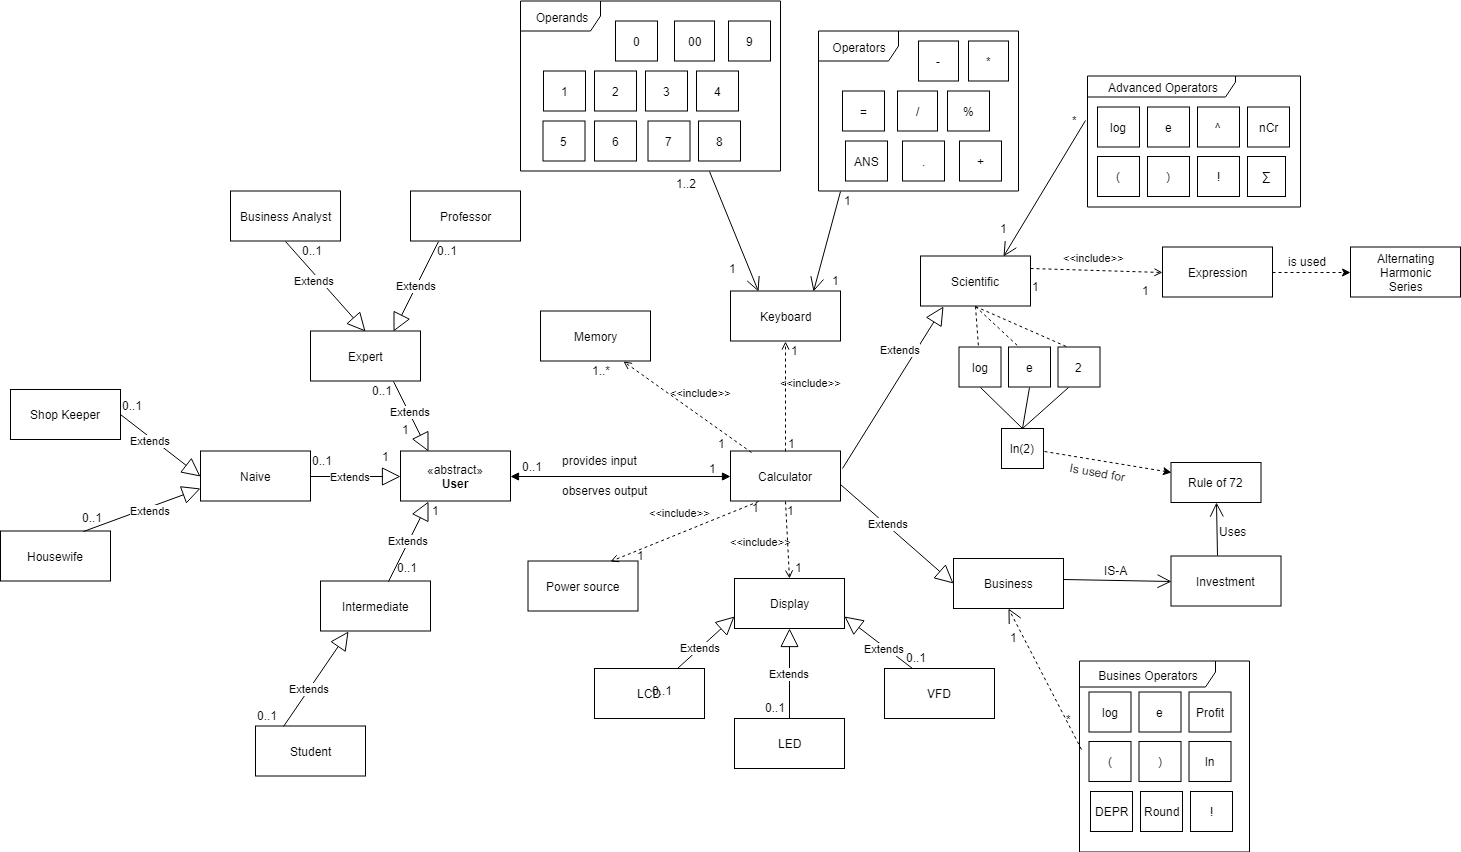 Operands
0
00
9
1
2
3
4
5
6
7
8
1..2
1
Operators
-
*
=
/
%
ANS
.
+
1
1
Advanced Operators
log
e
^
nCr
(
)
!
∑
*
1
Business Analyst
Professor
0..1
0..1
Extends
Extends
Expert
0..1
Extends
1
Shop Keeper
0..1
Extends
Naive
0..1
Extends
1
Housewife
0..1
Extends
«abstract»
User
1
Extends
0..1
Intermediate
Extends
0..1
Student
0..1
provides input
1
observes output
Memory
1..*
<<include>>
1
Keyboard
1
<<include>>
1
Calculator
1
<<include>>
1
Power source
1
<<include>>
1
Display
Extends
Extends
Extends
LCD
0..1
0..1
LED
0..1
VFD
Extends
Extends
Scientific
<<include>>
1
1
Expression
is used
Alternating
Harmonic
Series
log
e
2
ln(2)
Is used for
Rule of 72
Uses
Business
IS-A
Investment
1
*
Busines Operators
log
e
Profit
(
)
ln
DEPR
Round
!